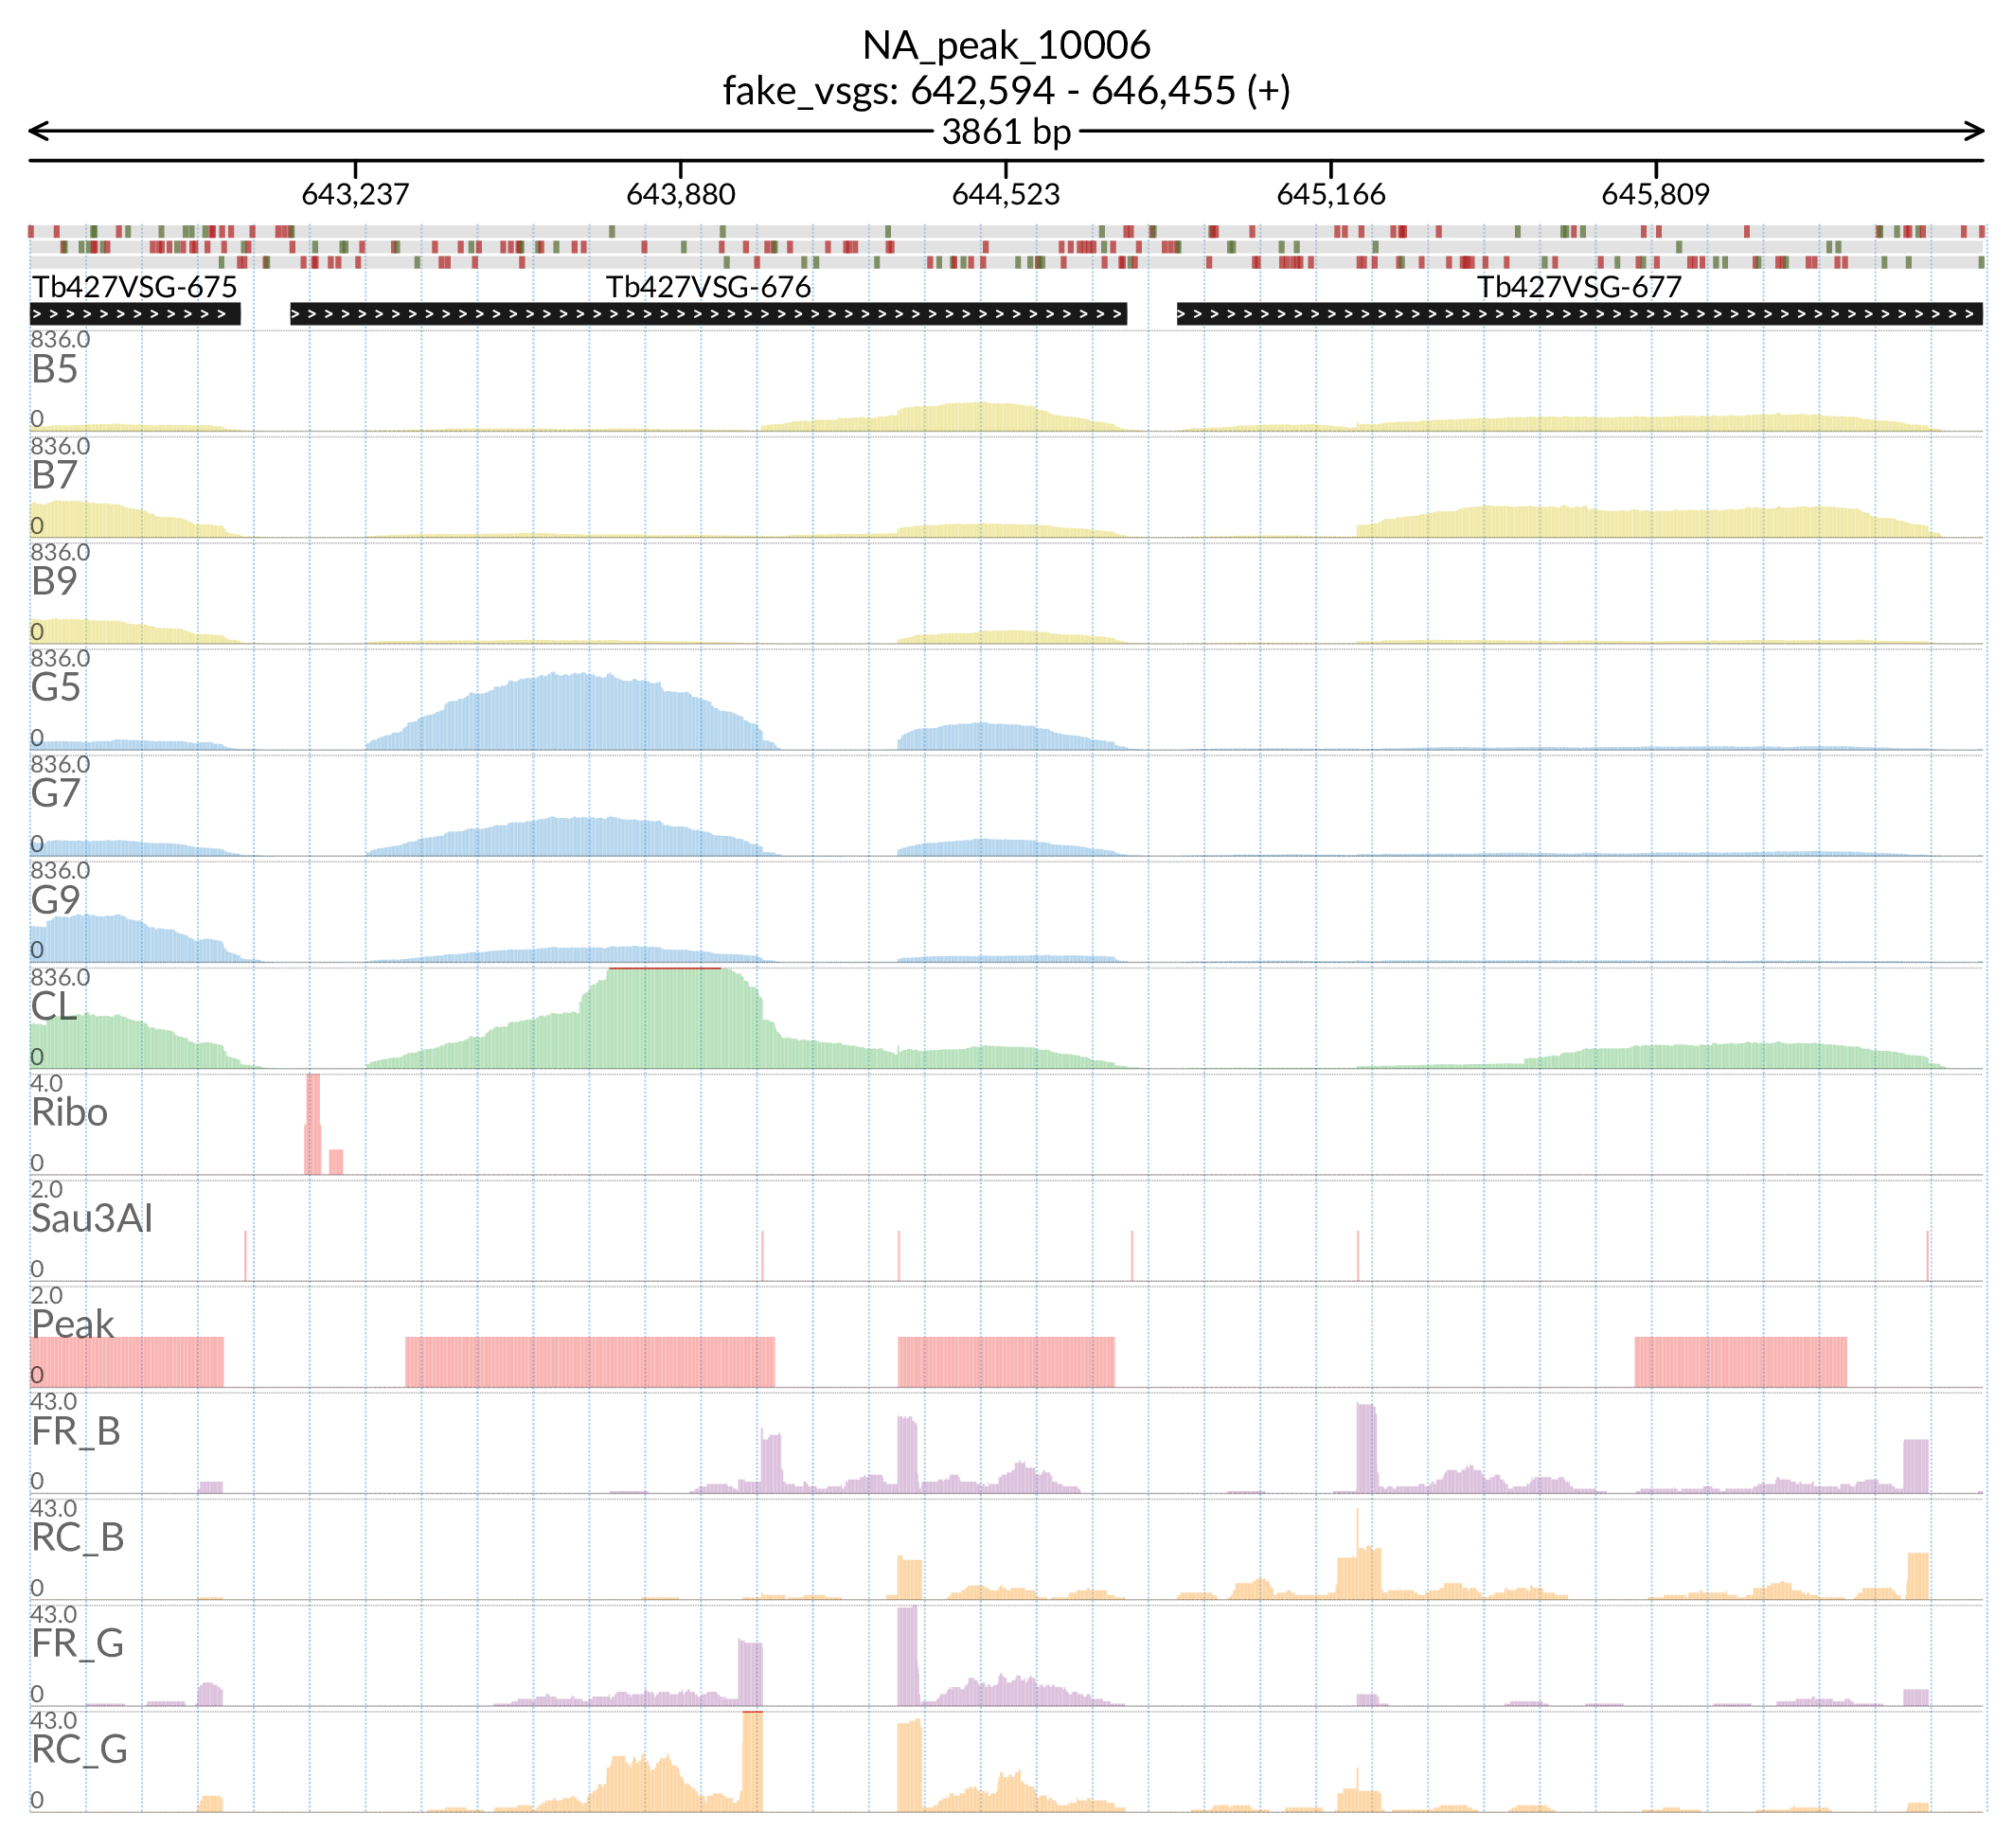 NA_peak_10006
fake_vsgs: 642,594 - 646,455 (+)
3861 bp
643,237 643,880 644,523 645,166 645,809
Tb427VSG-675 Tb427VSG-676 Tb427VSG-677
836.0
B5
0
836.0
B7
0
836.0
B9
0
836.0
G5
0
836.0
G7
0
836.0
G9
0
836.0
CL
0
4.0
Ribo
0
2.0
Sau3AI
0
2.0
Peak
0
43.0
FR_B
0
43.0
RC_B
0
43.0
FR_G
0
43.0
RC_G
0